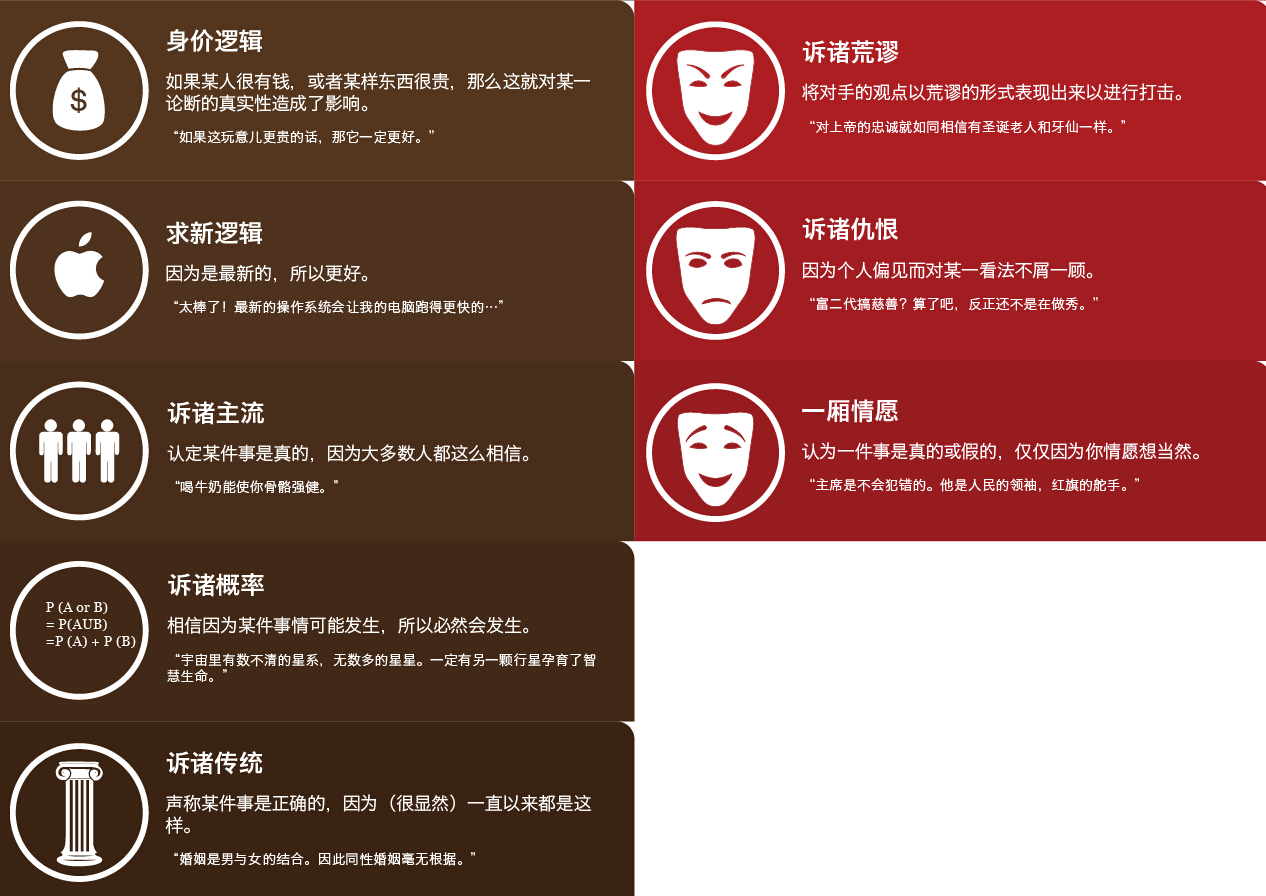 身价逻辑
如果某人很有钱，或者某样东西很贵，那么这就对某一
论断的真实性造成了影响。
“如果这玩意儿更贵的话，那它一定更好。”
$
求新逻辑
因为是最新的，所以更好。
“太棒了！最新的操作系统会让我的电脑跑得更快的…”
诉诸主流
认定某件事是真的，因为大多数人都这么相信。
“喝牛奶能使你骨骼强健。”
诉诸概率
相信因为某件事情可能发生，所以必然会发生。
“宇宙里有数不清的星系，无数多的星星。一定有另一颗行星孕育了智
慧生命。”
P (A or B)
= P(AUB)
=P (A) + P (B)
诉诸传统
声称某件事是正确的，因为（很显然）一直以来都是这
样。
“婚姻是男与女的结合。因此同性婚姻毫无根据。”
诉诸荒谬
将对手的观点以荒谬的形式表现出来以进行打击。
“对上帝的忠诚就如同相信有圣诞老人和牙仙一样。”
诉诸仇恨
因为个人偏见而对某一看法不屑一顾。
“富二代搞慈善？算了吧，反正还不是在做秀。”
一厢情愿
认为一件事是真的或假的，仅仅因为你情愿想当然。
“主席是不会犯错的。他是人民的领袖，红旗的舵手。”